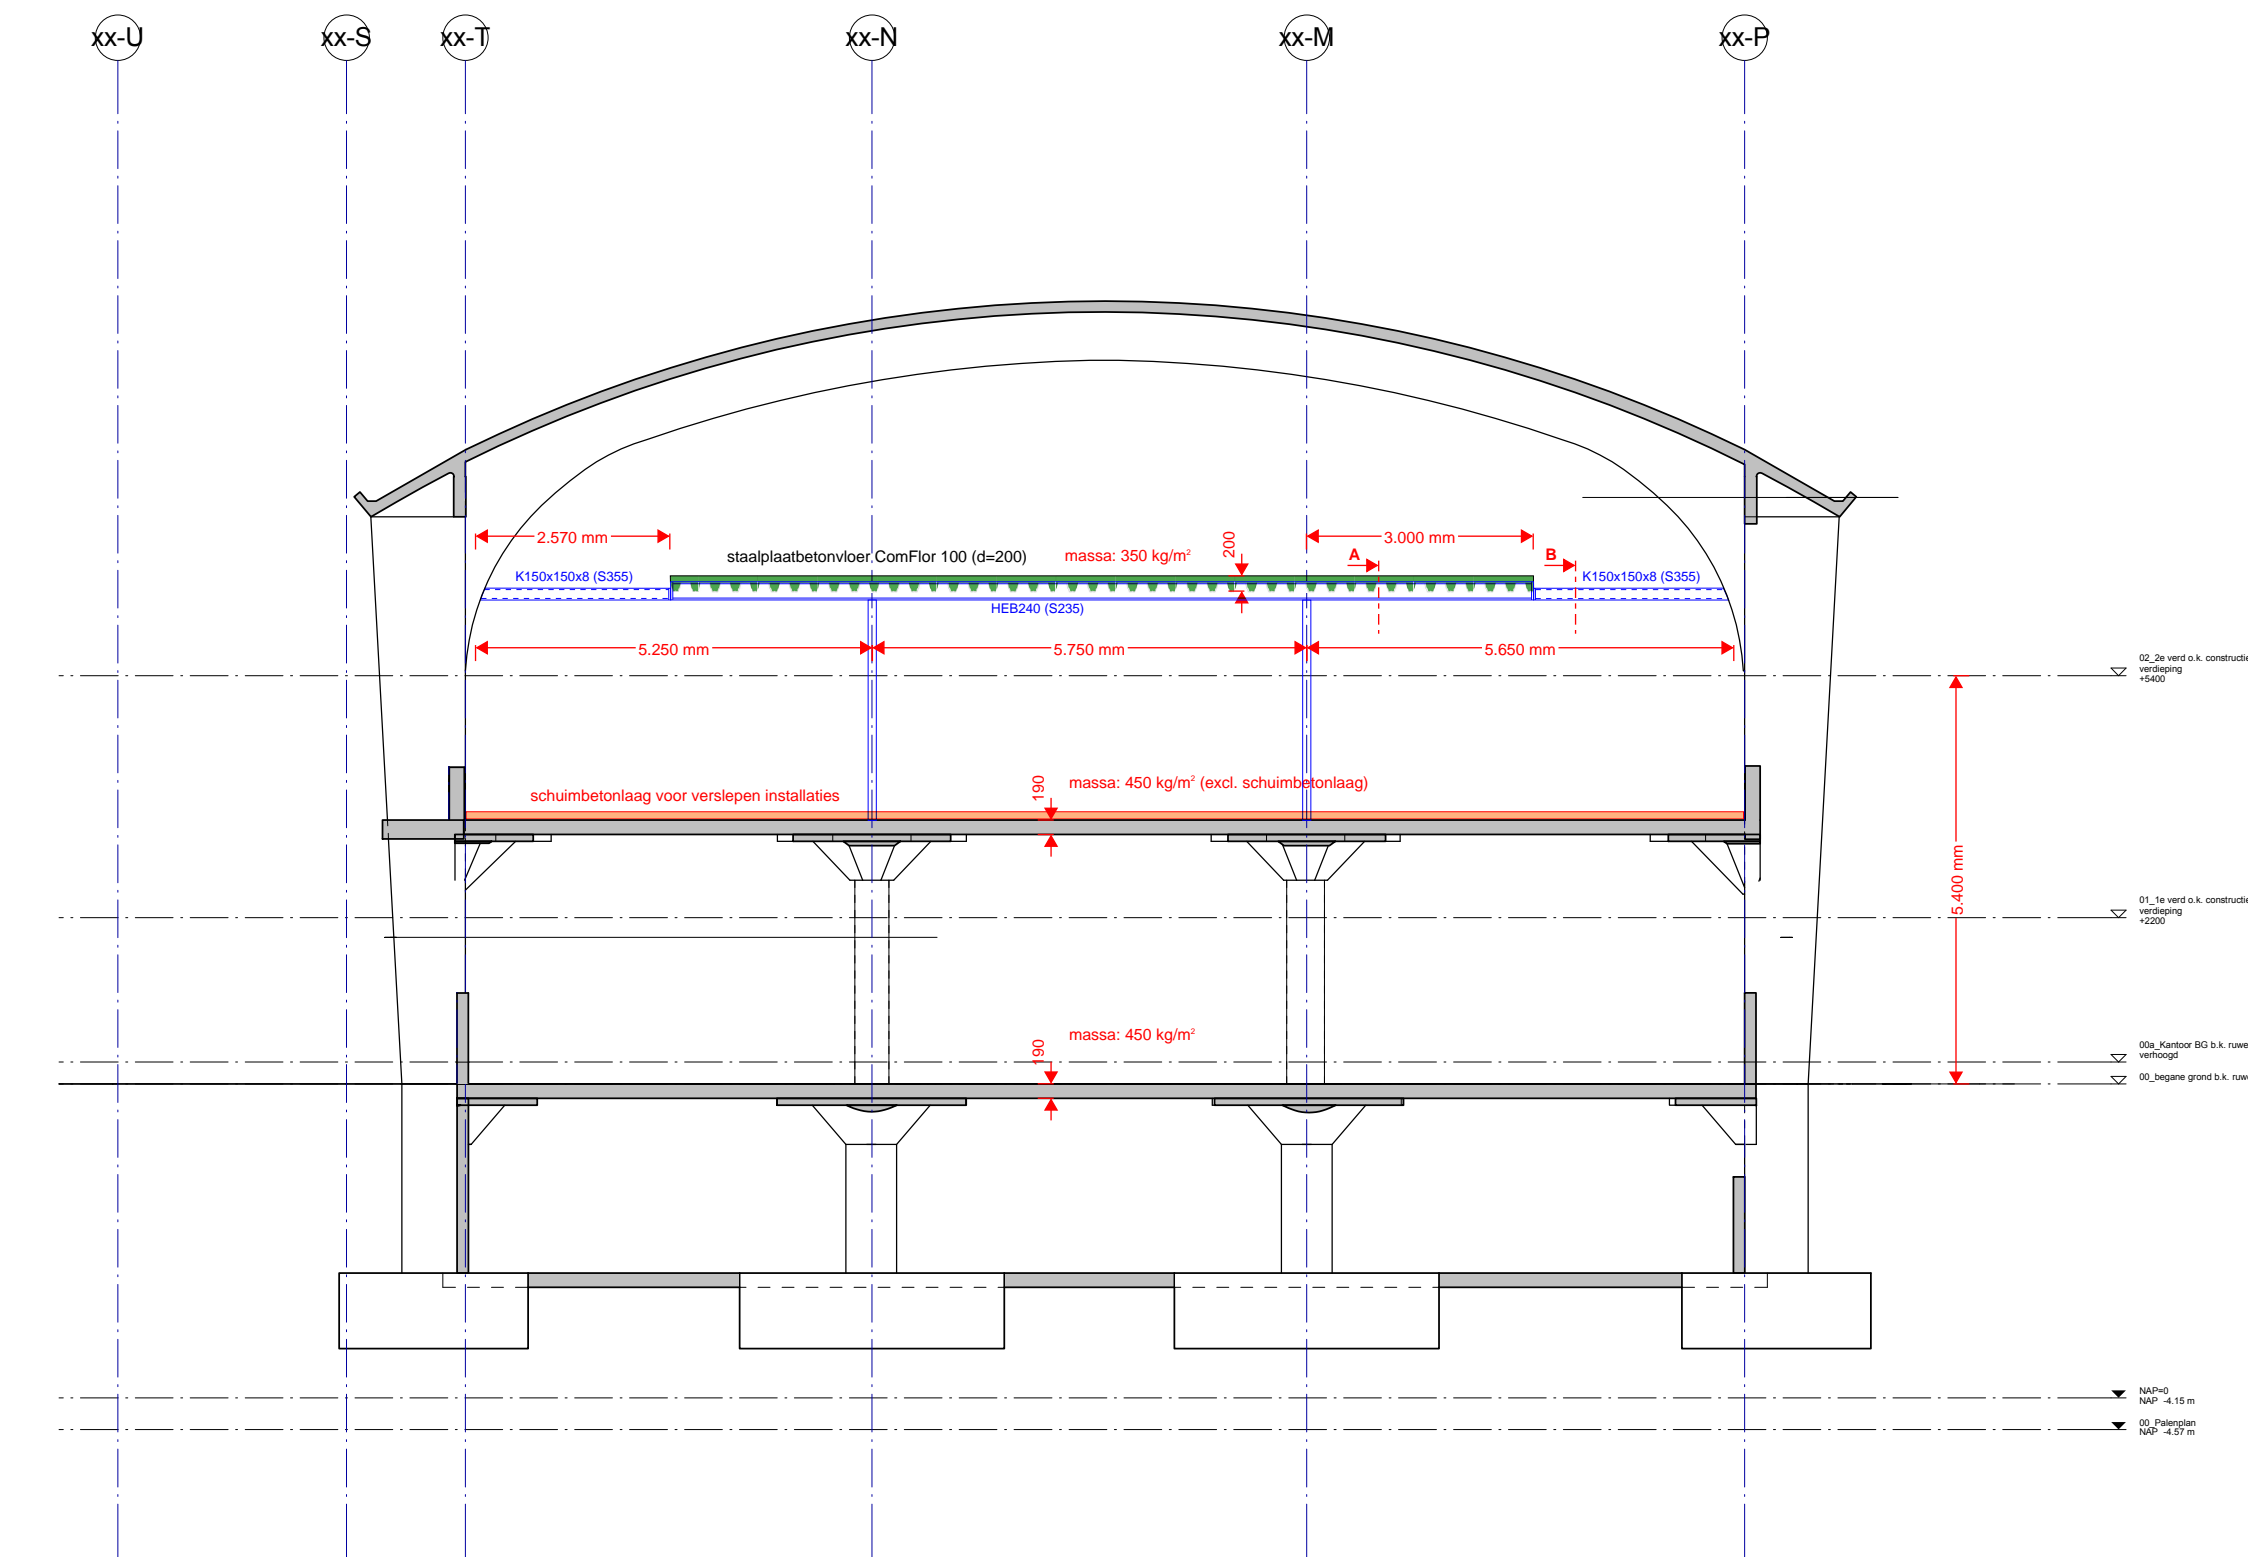 xx-U
xx-S
xx-T
xx-N
xx-M
xx-P
2.570 mm
staalplaatbetonvloer ComFlor 100 (d=200)
massa: 350 kg/m²
200
3.000 mm
A
B
K150x150x8 (S355)
K150x150x8 (S355)
HEB240 (S235)
5.250 mm
5.750 mm
5.650 mm
02_2e verd o.k. constructie
verdieping
+5400
schuimbetonlaag voor verslepen installaties
190
massa: 450 kg/m² (excl. schuimbetonlaag)
5.400 mm
01_1e verd o.k. constructie
verdieping
+2200
190
massa: 450 kg/m²
00a_Kantoor BG b.k. ruwe
verhoogd
00_begane grond b.k. ruw
NAP=0
NAP -4.15 m
00_Palenplan
NAP -4.57 m